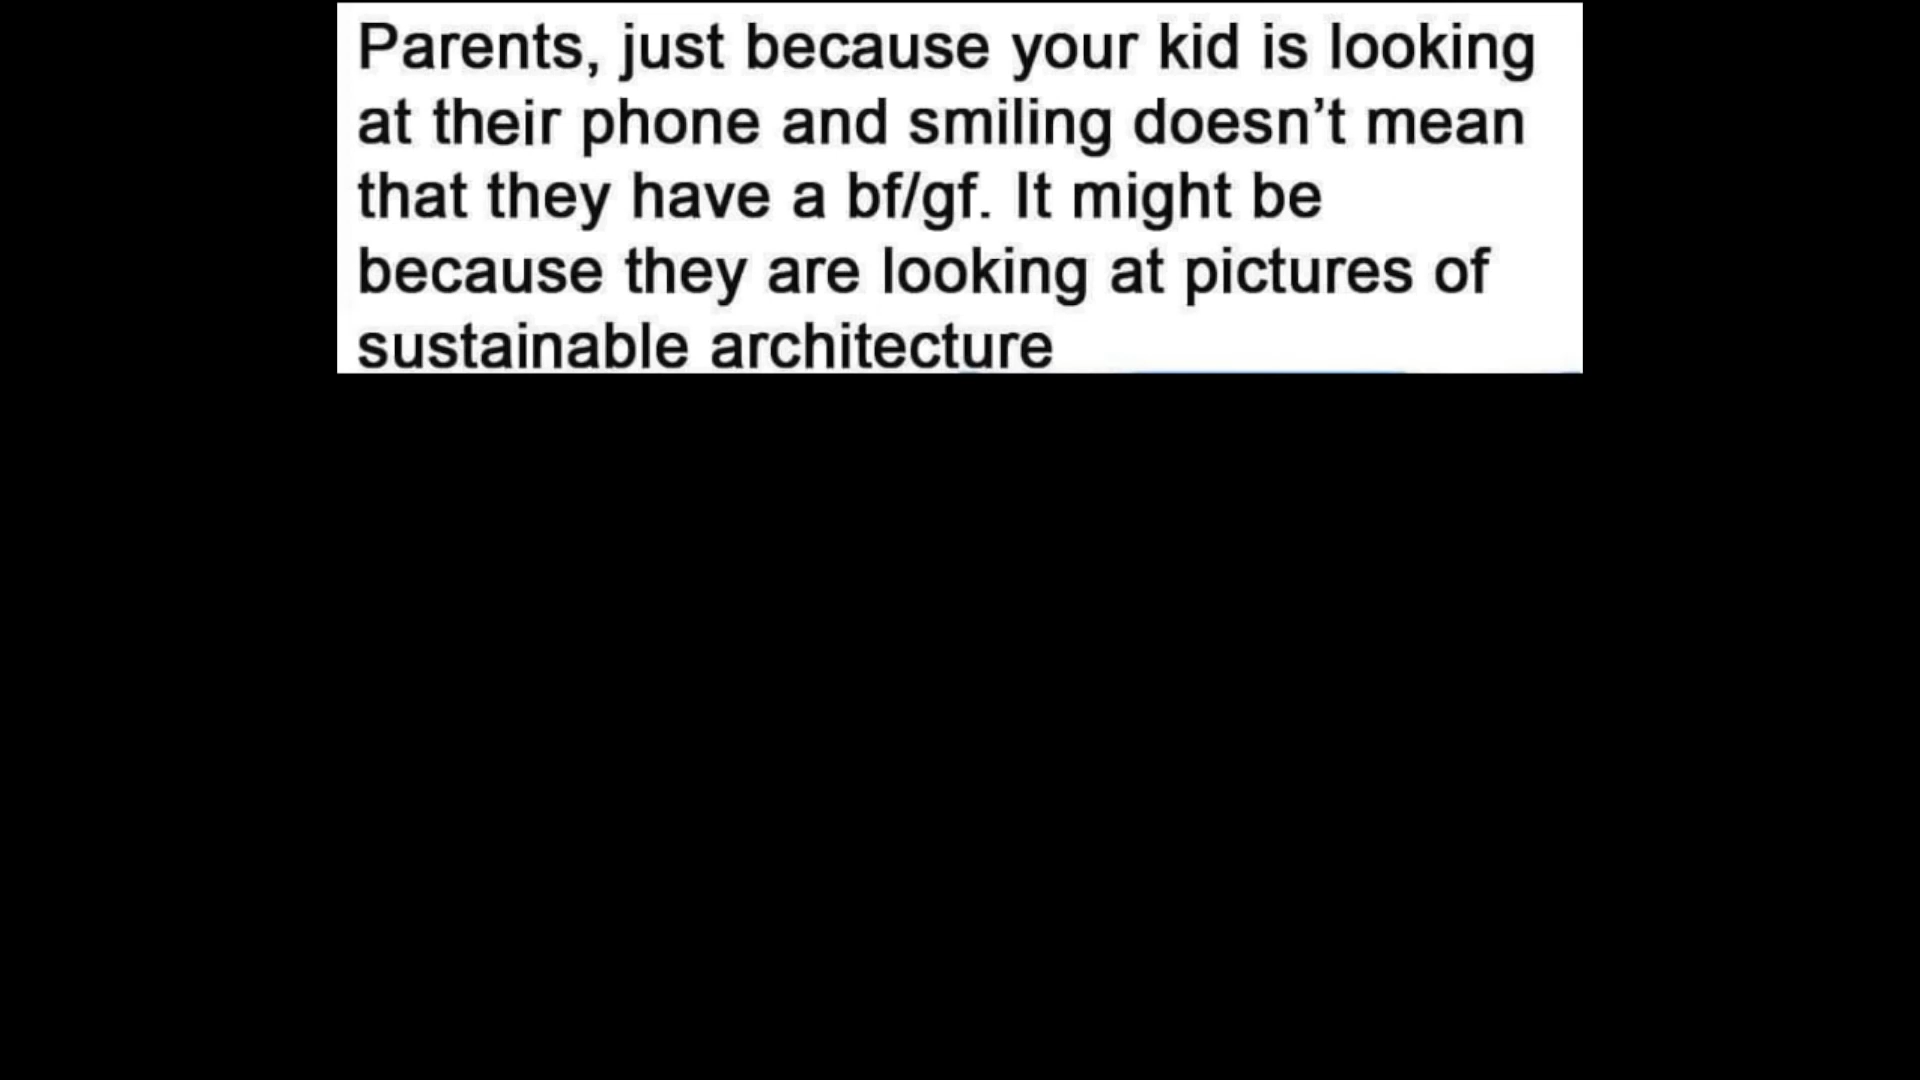 Parents, just because your kid is looking
at their phone and smiling doesn’t mean
that they have a bf/gf. It might be
because they are looking at pictures of
sustainable architecture